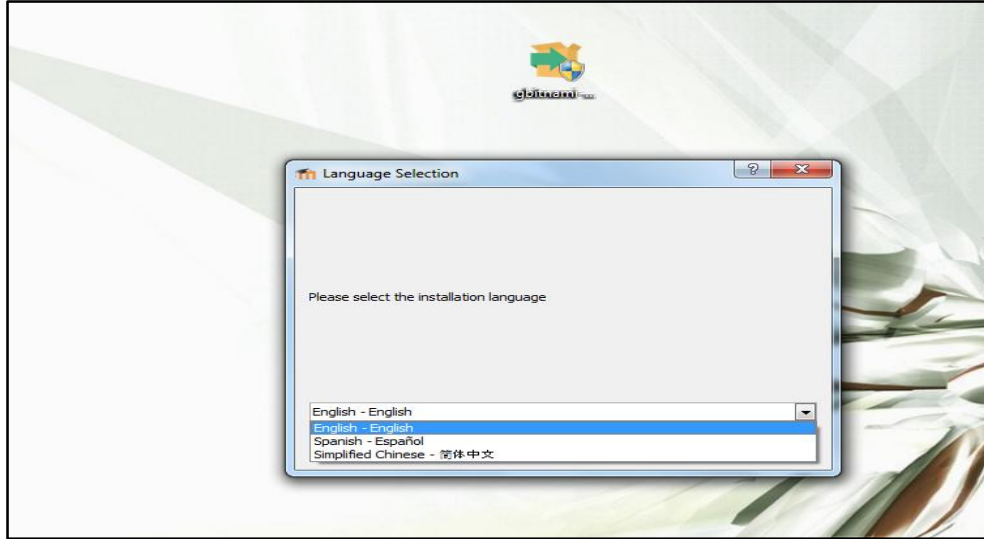 gbitnami-...
Language Selection
Please select the installation language
English - English
English - English
Spanish - Español
Simplified Chinese - 简体中文